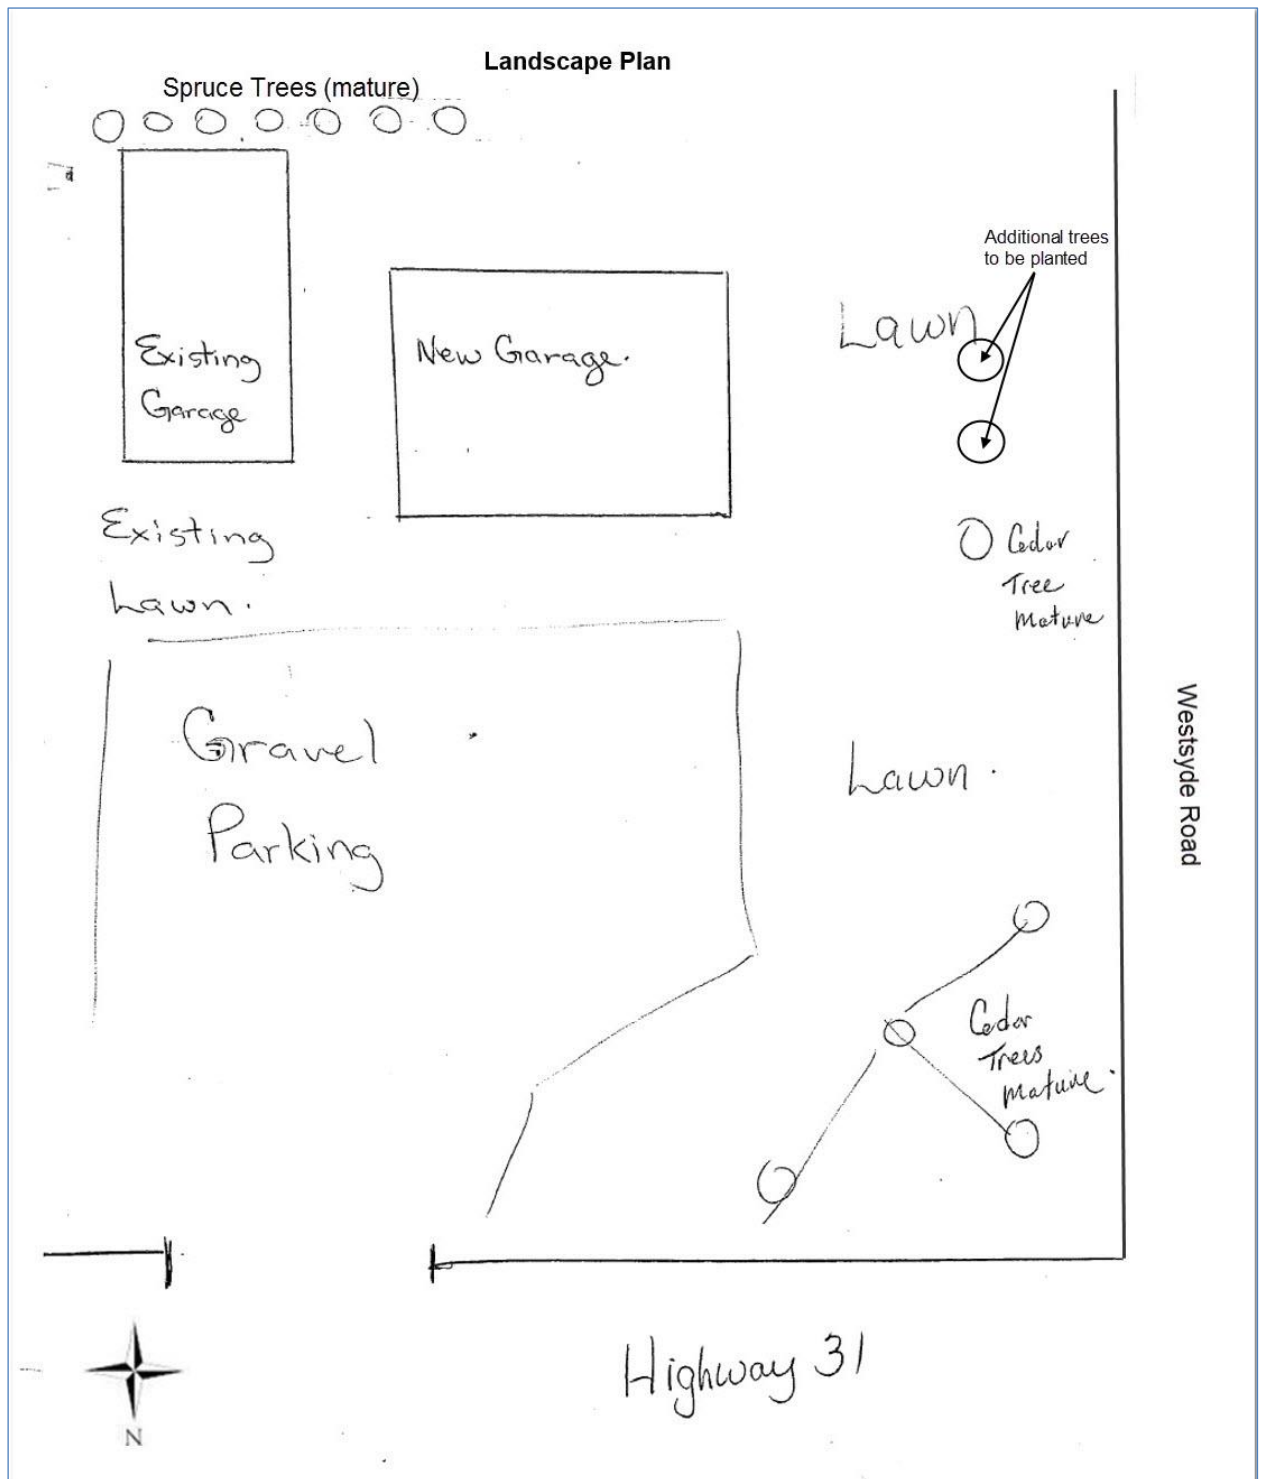 Landscape Plan
Spruce Trees (mature)
Additional trees
to be planted
Lawn
Existing
Garage
New Garage.
Existing
Lawn.
Cedar
Tree
Mature
Gravel
Parking
Lawn.
Westsyde Road
Cedar
Trees
Mature.
Highway 31
N